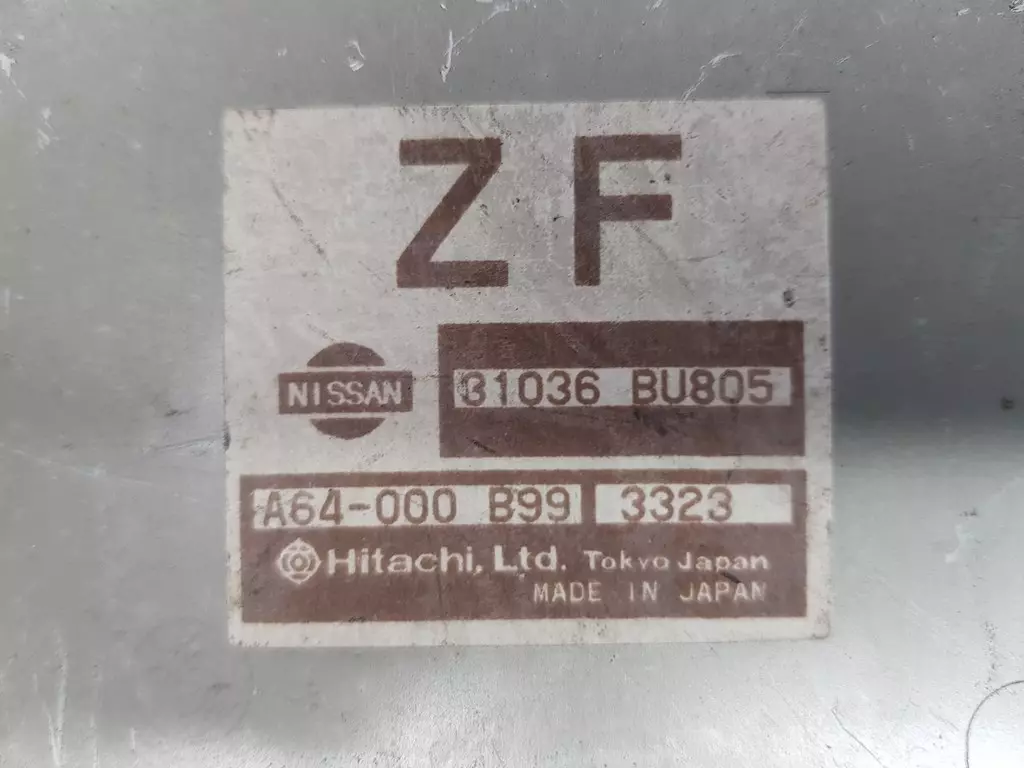 ZF
NISSAN 31036 BU805
A64-000 B99 3323
Hitachi, Ltd. Tokyo Japan
MADE IN JAPAN